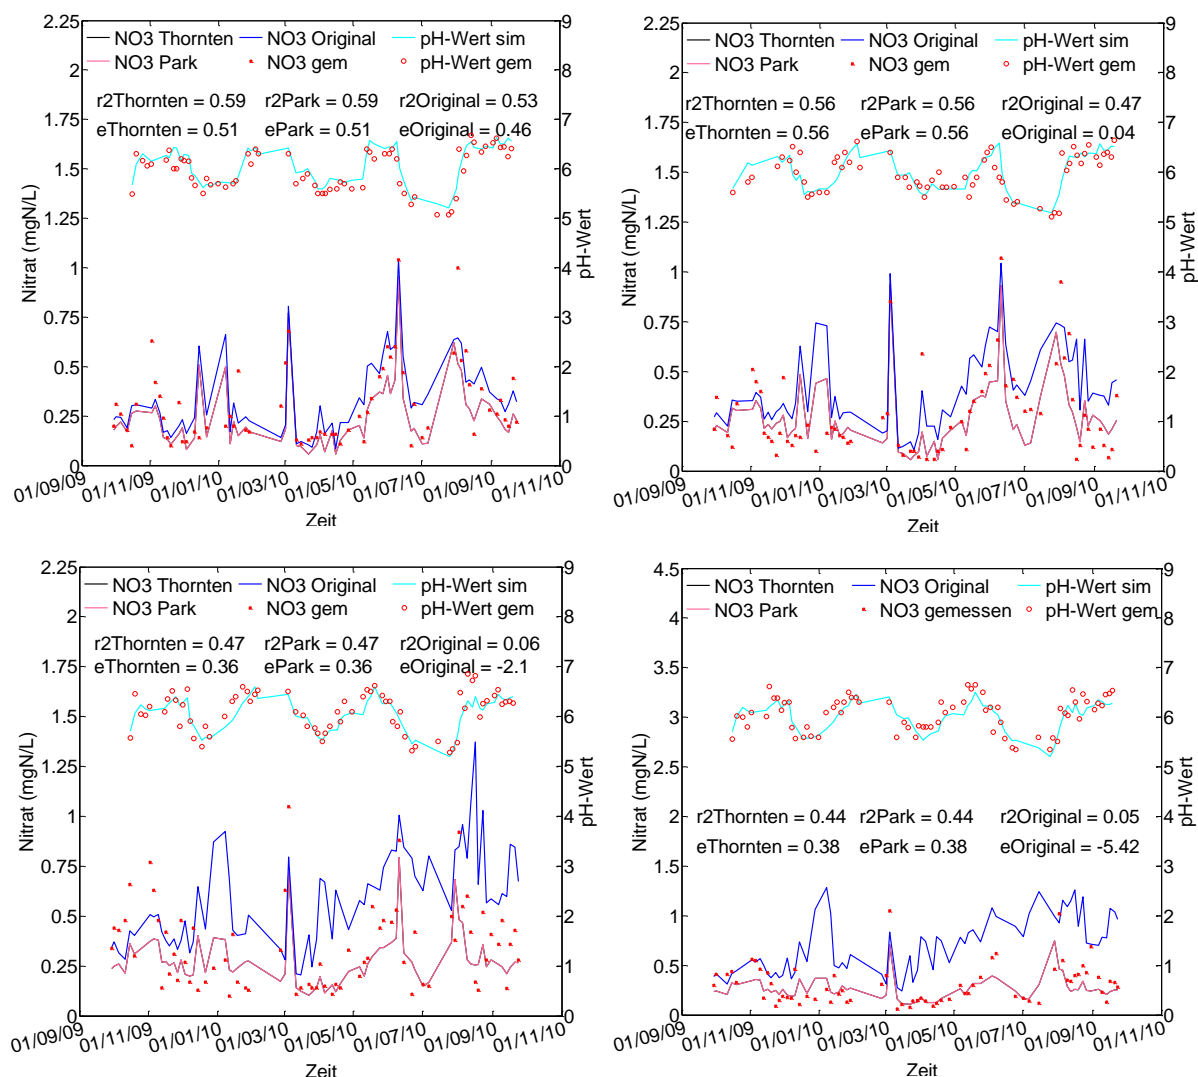 2.25
9
NO3 Thornten NO3 Original pH-Wert sim
NO3 Park NO3 gem pH-Wert gem
2
8
r2Thornten = 0.59 r2Park = 0.59 r2Original = 0.53
1.75
7
eThornten = 0.51 ePark = 0.51 eOriginal = 0.46
1.5
6
1.25
5
1
4
0.75
3
0.5
2
0.25
1
0
0
Nitrat (mgN/L)
pH-Wert
01/09/09 01/11/09 01/01/10 01/03/10 01/05/10 01/07/10 01/09/10 01/11/10
Zeit
2.25
9
NO3 Thornten NO3 Original pH-Wert sim
NO3 Park NO3 gem pH-Wert gem
2
8
r2Thornten = 0.56 r2Park = 0.56 r2Original = 0.47
1.75
7
eThornten = 0.56 ePark = 0.56 eOriginal = 0.04
1.5
6
1.25
5
1
4
0.75
3
0.5
2
0.25
1
0
0
Nitrat (mgN/L)
pH-Wert
01/09/09 01/11/09 01/01/10 01/03/10 01/05/10 01/07/10 01/09/10 01/11/10
Zeit
2.25
9
NO3 Thornten NO3 Original pH-Wert sim
NO3 Park NO3 gem pH-Wert gem
2
8
r2Thornten = 0.47 r2Park = 0.47 r2Original = 0.06
1.75
7
eThornten = 0.36 ePark = 0.36 eOriginal = -2.1
1.5
6
1.25
5
1
4
0.75
3
0.5
2
0.25
1
0
0
Nitrat (mgN/L)
pH-Wert
01/09/09 01/11/09 01/01/10 01/03/10 01/05/10 01/07/10 01/09/10 01/11/10
Zeit
4.5
9
NO3 Thornten NO3 Original pH-Wert sim
NO3 Park NO3 gemessen pH-Wert gem
4
8
3.5
7
3
6
2.5
5
2
4
r2Thornten = 0.44 r2Park = 0.44 r2Original = 0.05
eThornten = 0.38 ePark = 0.38 eOriginal = -5.42
1.5
3
1
2
0.5
1
0
0
Nitrat (mgN/L)
pH-Wert
01/09/09 01/11/09 01/01/10 01/03/10 01/05/10 01/07/10 01/09/10 01/11/10
Zeit